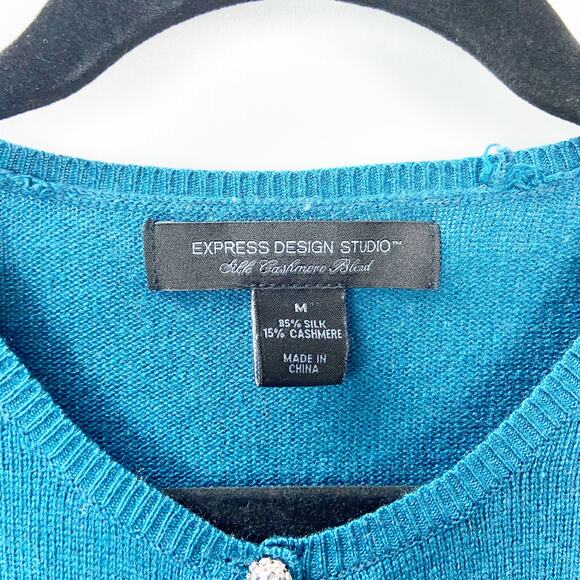 EXPRESS DESIGN STUDIO™
Silk Cashmere Blend
M
85% SILK
15% CASHMERE
MADE IN
CHINA